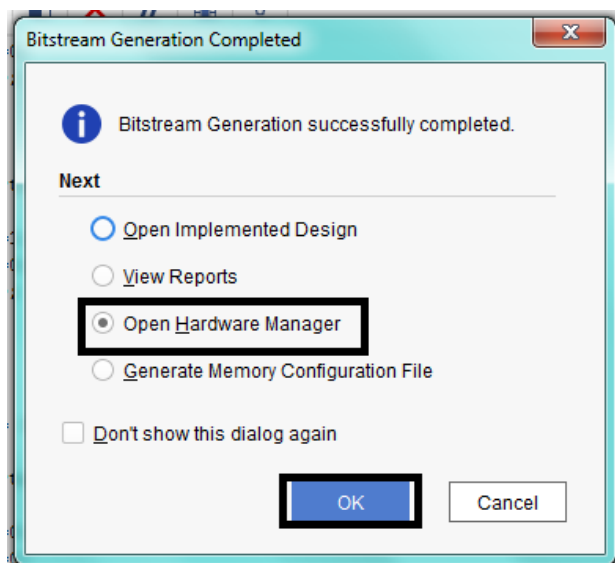 Bitstream Generation Completed
Bitstream Generation successfully completed.
Next
Open Implemented Design
View Reports
Open Hardware Manager
Generate Memory Configuration File
Don't show this dialog again
OK
Cancel